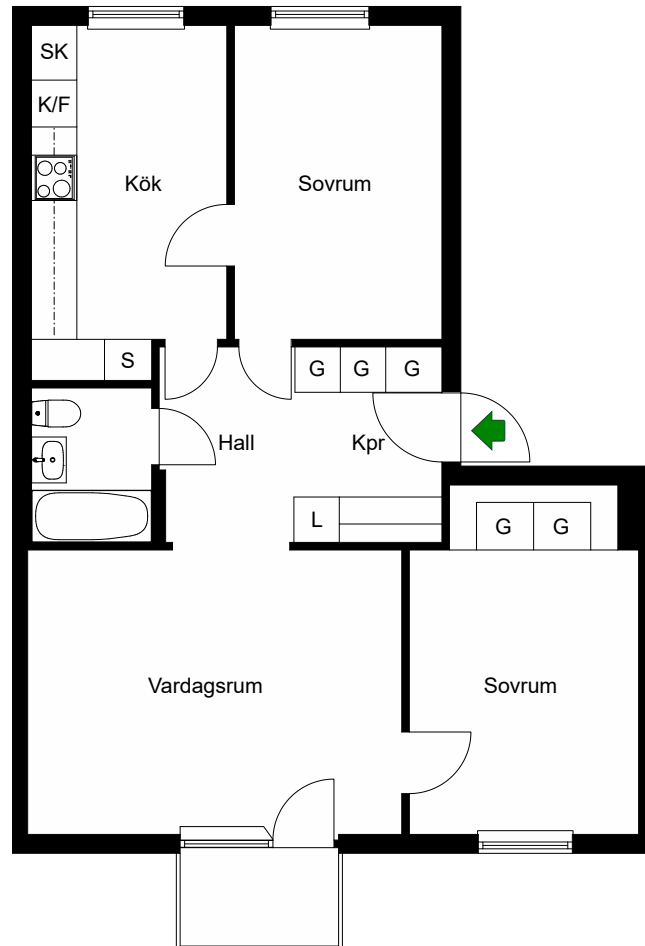 SK
K/F
Kök
Sovrum
S
G G G
Hall
Kpr
L
G G
Vardagsrum
Sovrum